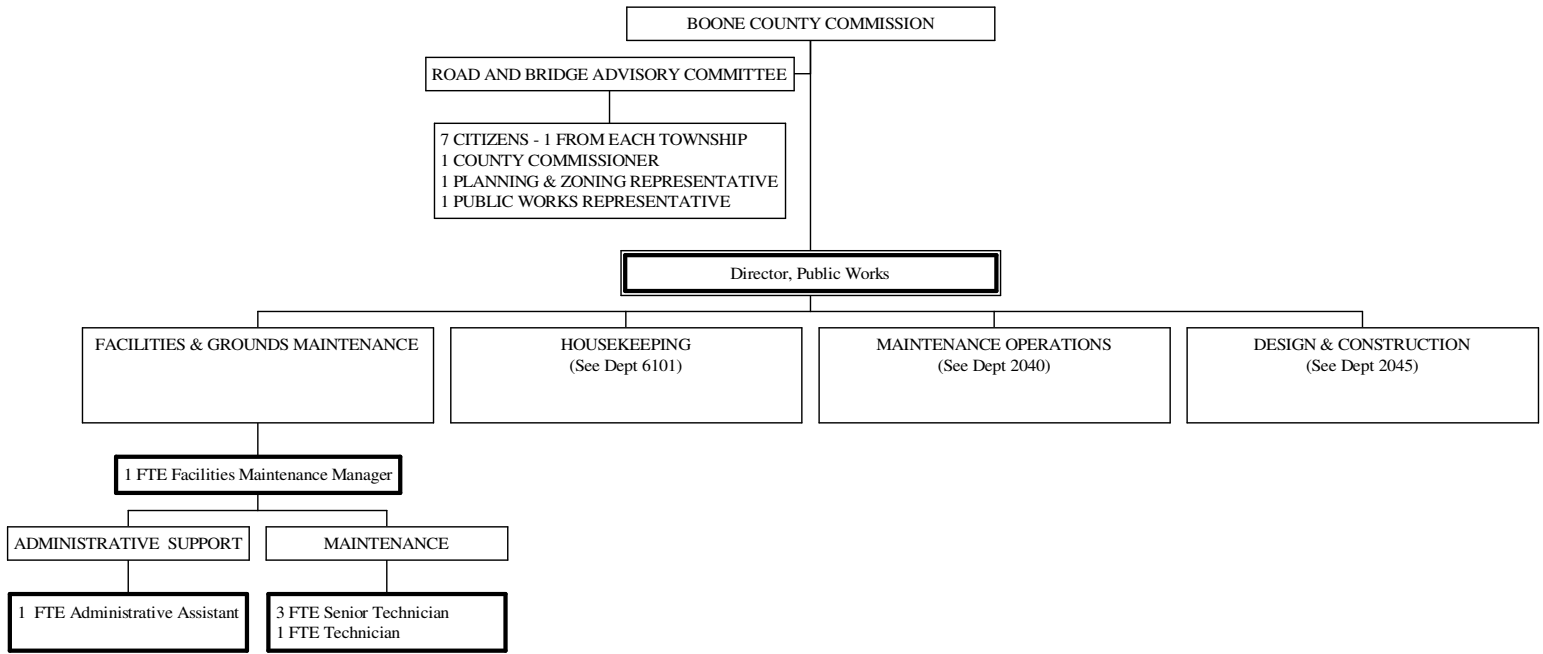 BOONE COUNTY COMMISSION
ROAD AND BRIDGE ADVISORY COMMITTEE
7 CITIZENS - 1 FROM EACH TOWNSHIP
1 COUNTY COMMISSIONER
1 PLANNING & ZONING REPRESENTATIVE
1 PUBLIC WORKS REPRESENTATIVE
Director, Public Works
FACILITIES & GROUNDS MAINTENANCE
HOUSEKEEPING
(See Dept 6101)
MAINTENANCE OPERATIONS
(See Dept 2040)
DESIGN & CONSTRUCTION
(See Dept 2045)
1 FTE Facilities Maintenance Manager
ADMINISTRATIVE SUPPORT
MAINTENANCE
1 FTE Administrative Assistant
3 FTE Senior Technician
1 FTE Technician